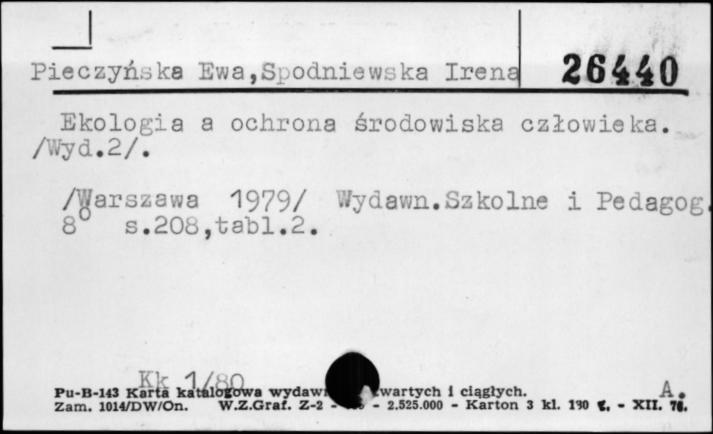 Pieczyńska Ewa,Spodniewska Irena 26440
Ekologia a ochrona środowiska człowieka.
/Wyd.2/.
/Warszawa 1979/ Wydawn.Szkolne i Pedagog.
8° s.208,tabl.2.
Kk 1/80 A.
Pu-B-143 Karta katalogowa wydawn wartych i ciągłych.
Zam. 1014/DW/On. W.Z.Graf. Z-2 - - 2.525.000 - Karton 3 kl. 180 g. - XII.